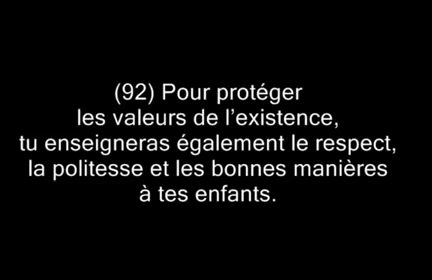 (92) Pour protéger
les valeurs de l’existence,
tu enseigneras également le respect,
la politesse et les bonnes manières
à tes enfants.